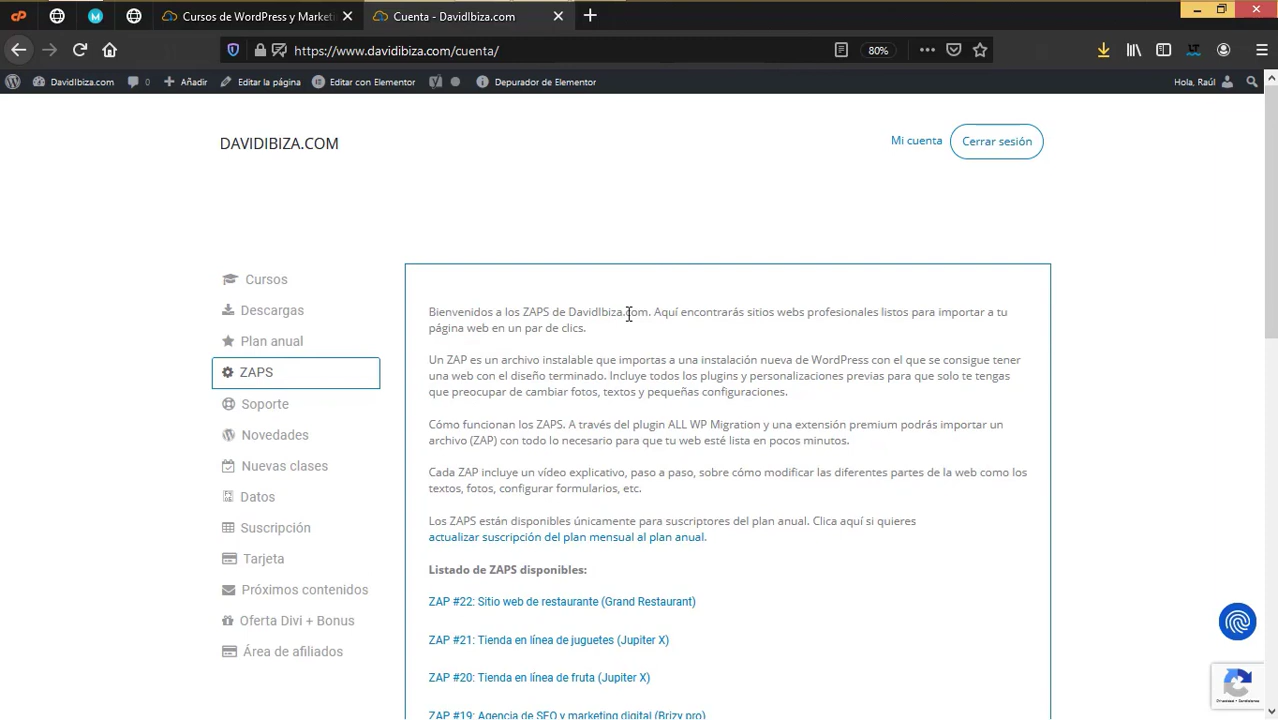 Cursos de WordPress y Market
Cuenta - DavidIbiza.com
https://www.davidibiza.com/cuenta/
80%
DavidIbiza.com
0
Añadir
Editar la página
Editar con Elementor
Depurador de Elementor
Hola, Raúl
DAVIDIBIZA.COM
Mi cuenta
Cerrar sesión
Cursos
Descargas
Plan anual
ZAPS
Soporte
Novedades
Nuevas clases
Datos
Suscripción
Tarjeta
Próximos contenidos
Oferta Divi + Bonus
Área de afiliados
Bienvenidos a los ZAPS de DavidIbiza.com. Aquí encontrarás sitios webs profesionales listos para importar a tu
página web en un par de clics.
Un ZAP es un archivo instalable que importas a una instalación nueva de WordPress con el que se consigue tener
una web con el diseño terminado. Incluye todos los plugins y personalizaciones previas para que solo te tengas
que preocupar de cambiar fotos, textos y pequeñas configuraciones.
Cómo funcionan los ZAPS. A través del plugin ALL WP Migration y una extensión premium podrás importar un
archivo (ZAP) con todo lo necesario para que tu web esté lista en pocos minutos.
Cada ZAP incluye un vídeo explicativo, paso a paso, sobre cómo modificar las diferentes partes de la web como los
textos, fotos, configurar formularios, etc.
Los ZAPS están disponibles únicamente para suscriptores del plan anual. Clica aquí si quieres
actualizar suscripción del plan mensual al plan anual.
Listado de ZAPS disponibles:
ZAP #22: Sitio web de restaurante (Grand Restaurant)
ZAP #21: Tienda en línea de juguetes (Jupiter X)
ZAP #20: Tienda en línea de fruta (Jupiter X)
ZAP #19: Agencia de SEO y marketing digital (Brizy pro)